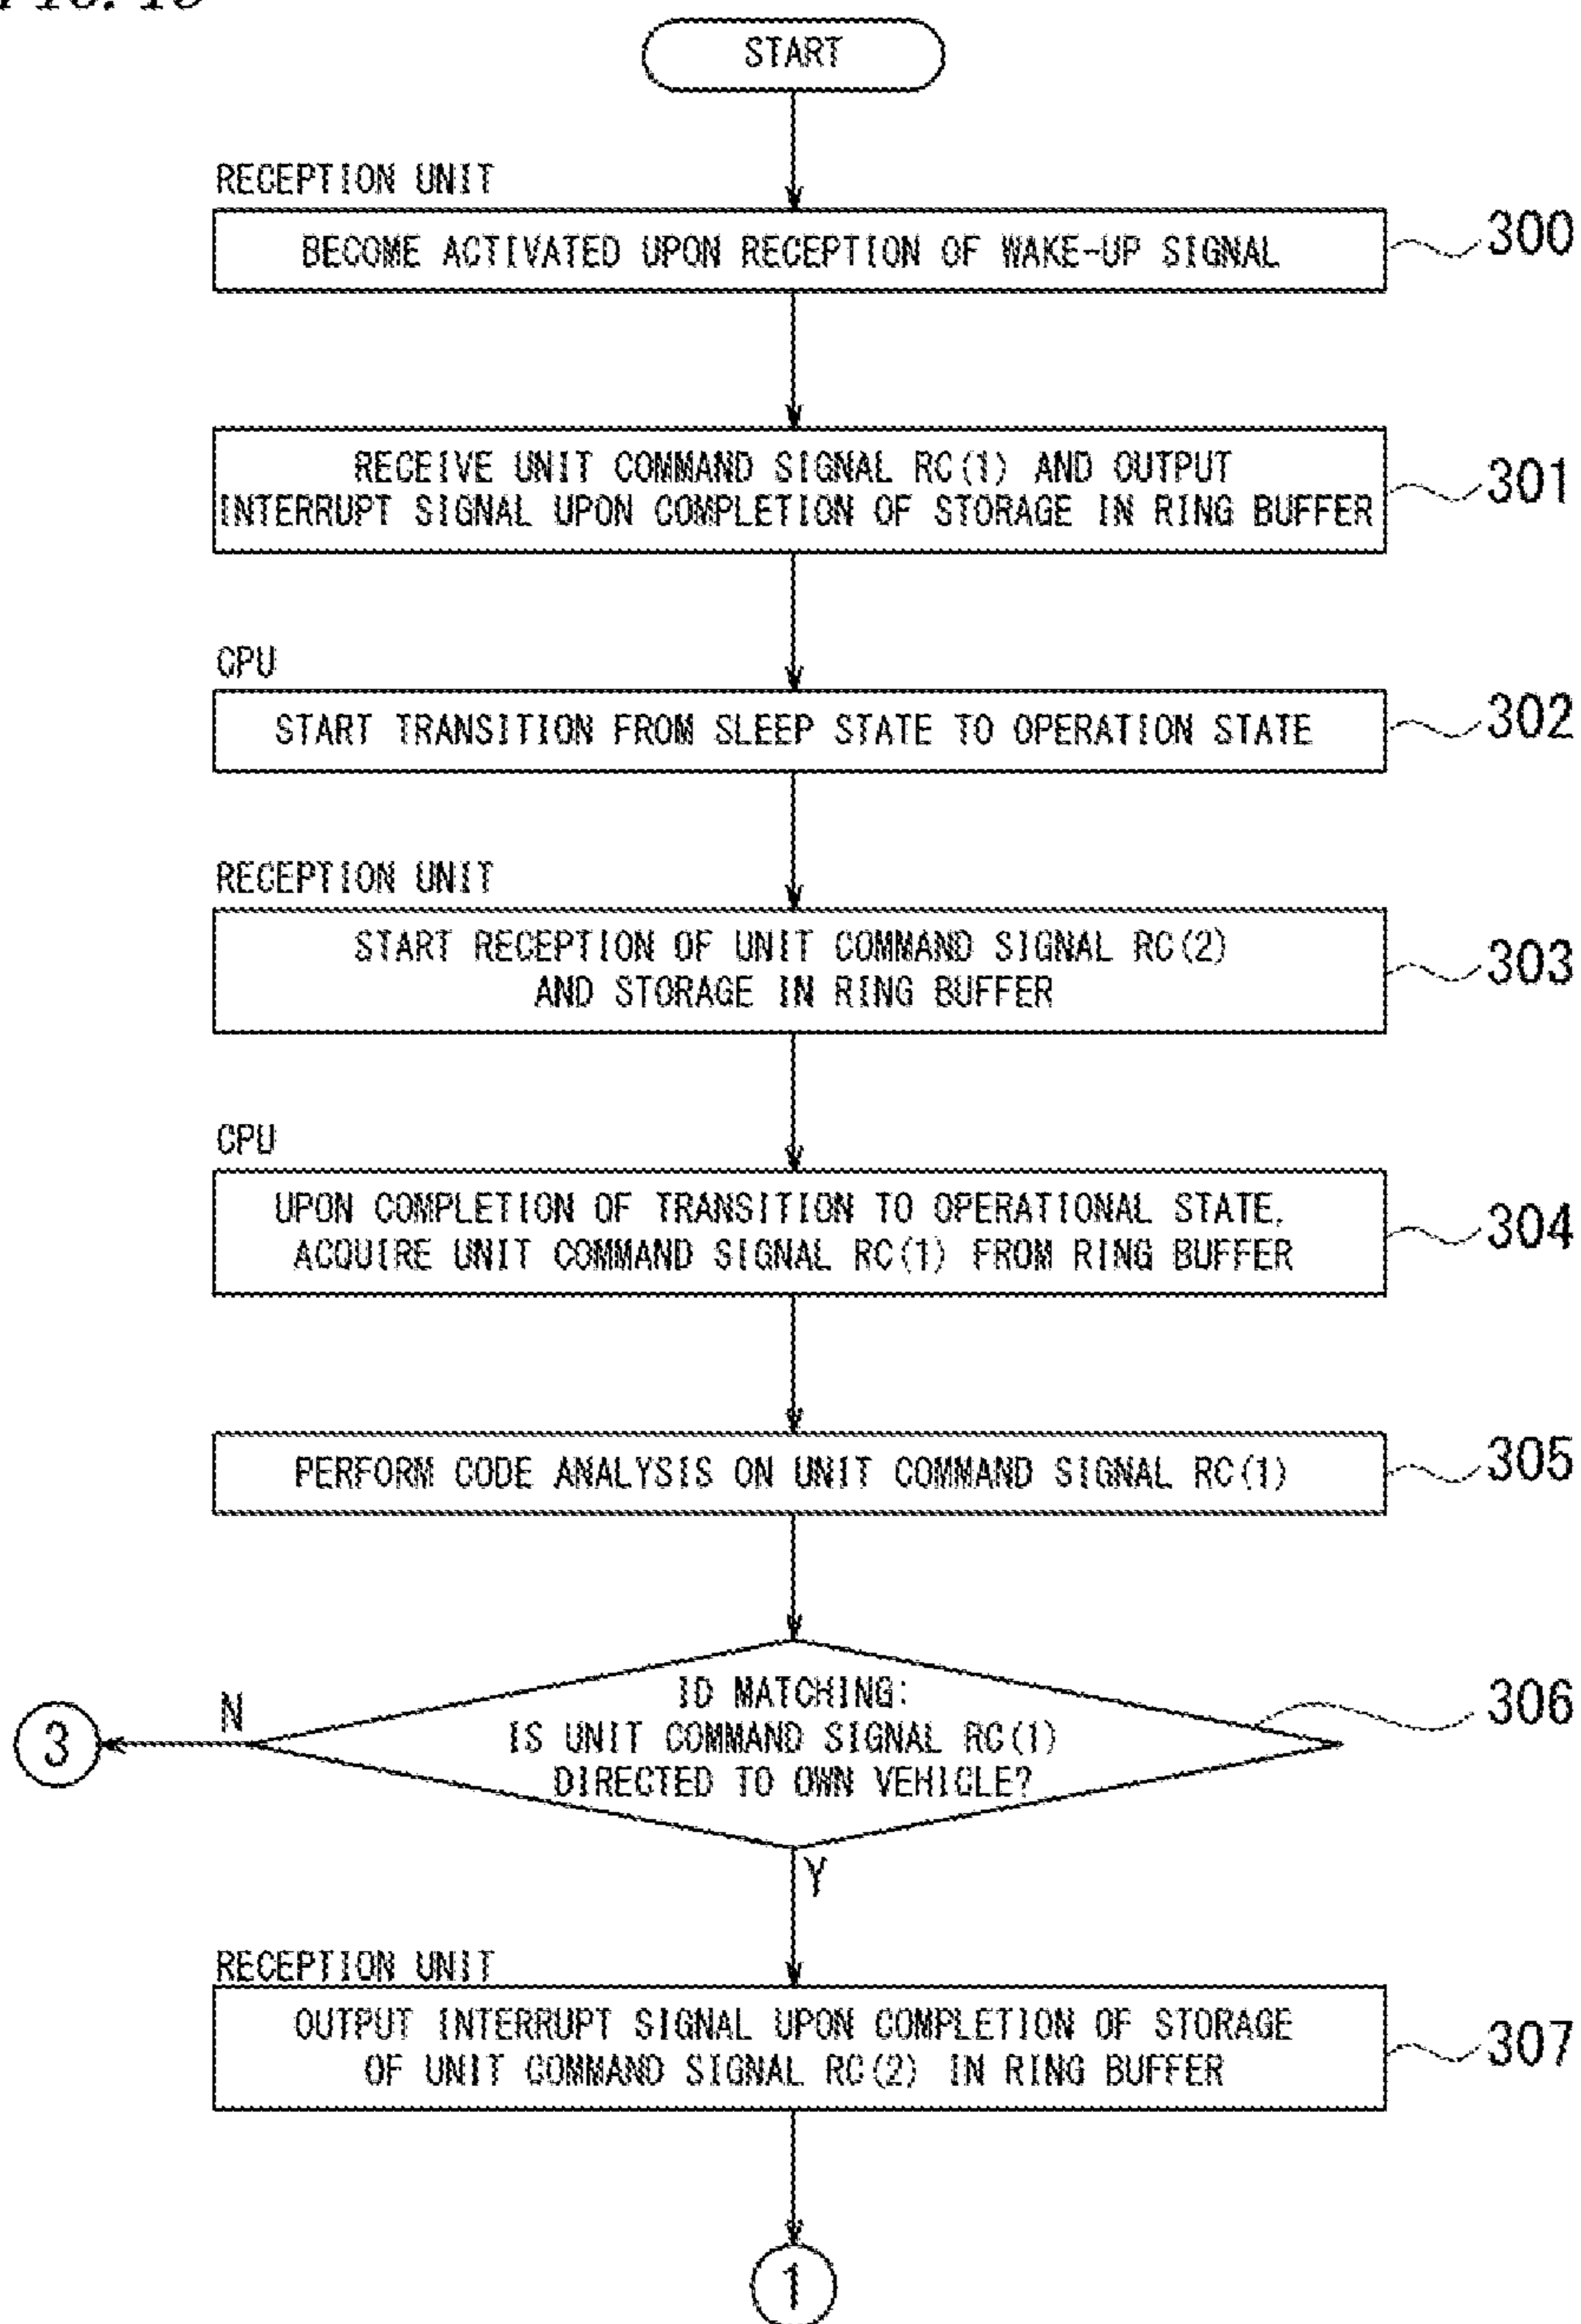 START
RECEPTION UNIT
BECOME ACTIVATED UPON RECEPTION OF WAKE-UP SIGNAL
300
RECEIVE UNIT COMMAND SIGNAL RC(1) AND OUTPUT
INTERRUPT SIGNAL UPON COMPLETION OF STORAGE IN RING BUFFER
301
CPU
START TRANSITION FROM SLEEP STATE TO OPERATION STATE
302
RECEPTION UNIT
START RECEPTION OF UNIT COMMAND SIGNAL RC(2)
AND STORAGE IN RING BUFFER
303
CPU
UPON COMPLETION OF TRANSITION TO OPERATIONAL STATE,
ACQUIRE UNIT COMMAND SIGNAL RC(1) FROM RING BUFFER
304
PERFORM CODE ANALYSIS ON UNIT COMMAND SIGNAL RC(1)
305
ID MATCHING:
IS UNIT COMMAND SIGNAL RC(1)
DIRECTED TO OWN VEHICLE?
306
N
3
Y
RECEPTION UNIT
OUTPUT INTERRUPT SIGNAL UPON COMPLETION OF STORAGE
OF UNIT COMMAND SIGNAL RC(2) IN RING BUFFER
307
1